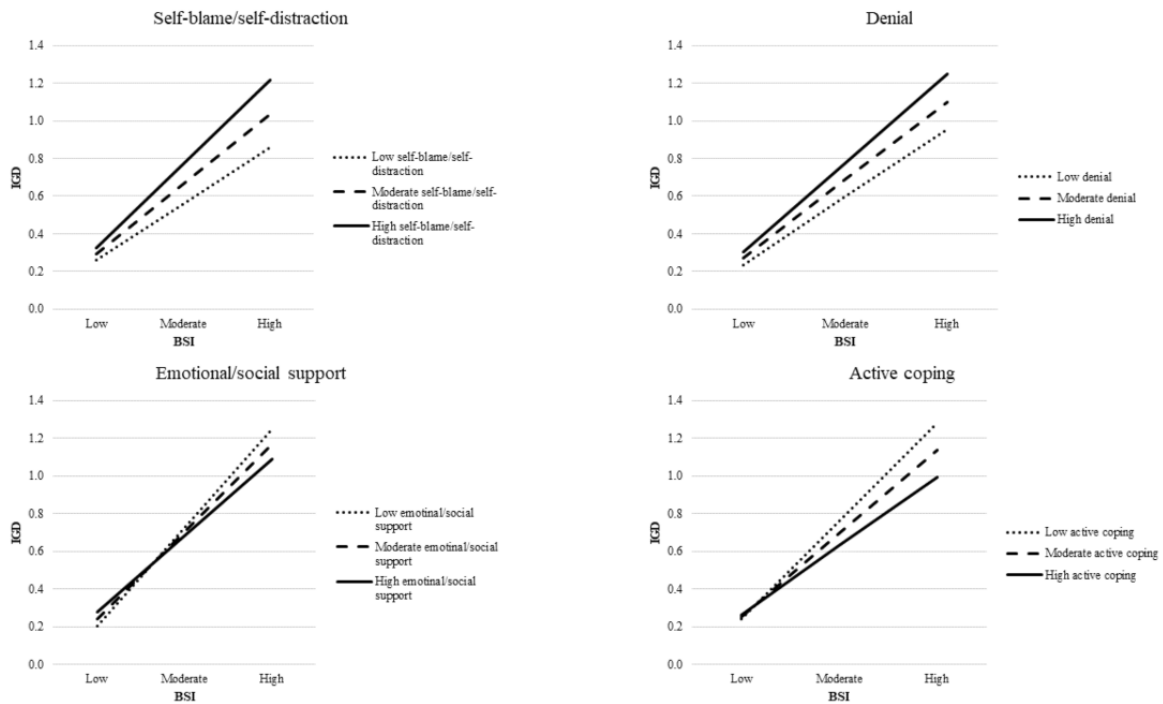 Self-blame/self-distraction
1.4
1.2
1.0
0.8
0.6
0.4
0.2
0.0
IGD
Low Moderate High
BSI
Low self-blame/self-
distraction
Moderate self-blame/self-
distraction
High self-blame/self-
distraction
Denial
1.4
1.2
1.0
0.8
0.6
0.4
0.2
0.0
IGD
Low Moderate High
BSI
Low denial
Moderate denial
High denial
Emotional/social support
1.4
1.2
1.0
0.8
0.6
0.4
0.2
0.0
IGD
Low Moderate High
BSI
Low emotinal/social
support
Moderate emotinal/social
support
High emotinal/social
support
Active coping
1.4
1.2
1.0
0.8
0.6
0.4
0.2
0.0
IGD
Low Moderate High
BSI
Low active coping
Moderate active coping
High active coping